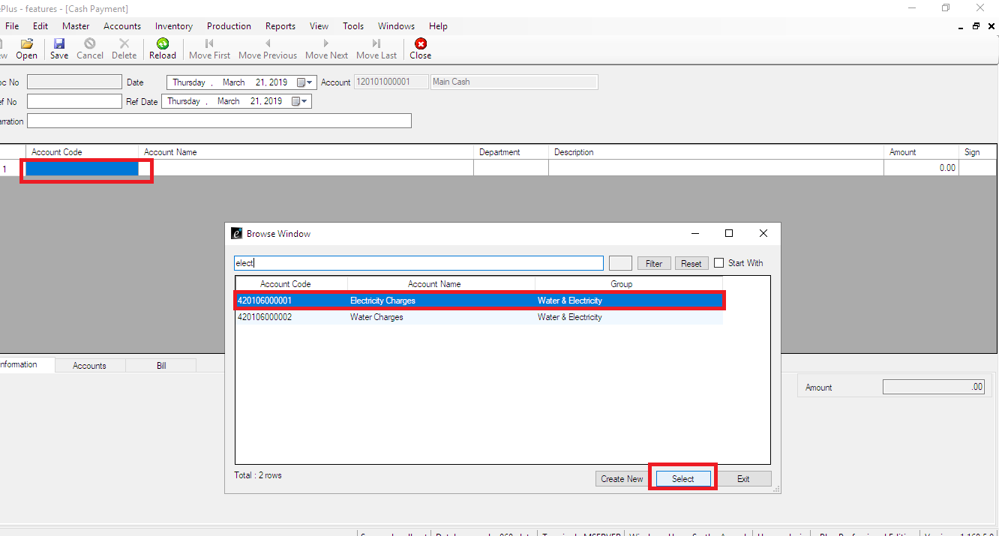 ePlus - features - [Cash Payment]
File Edit Master Accounts Inventory Production Reports View Tools Windows Help
Open Save Cancel Delete Reload Move First Move Previous Move Next Move Last Close
oc No Date Thursday , March 21, 2019 Account 120101000001 Main Cash
ef No Ref Date Thursday , March 21, 2019
arration
Account Code Account Name Department Description Amount Sign
1 0.00
Browse Window
elect Filter Reset Start With
Account Code Account Name Group
420106000001 Electricity Charges Water & Electricity
420106000002 Water Charges Water & Electricity
nformation Accounts Bill
Amount .00
Total : 2 rows
Create New Select Exit